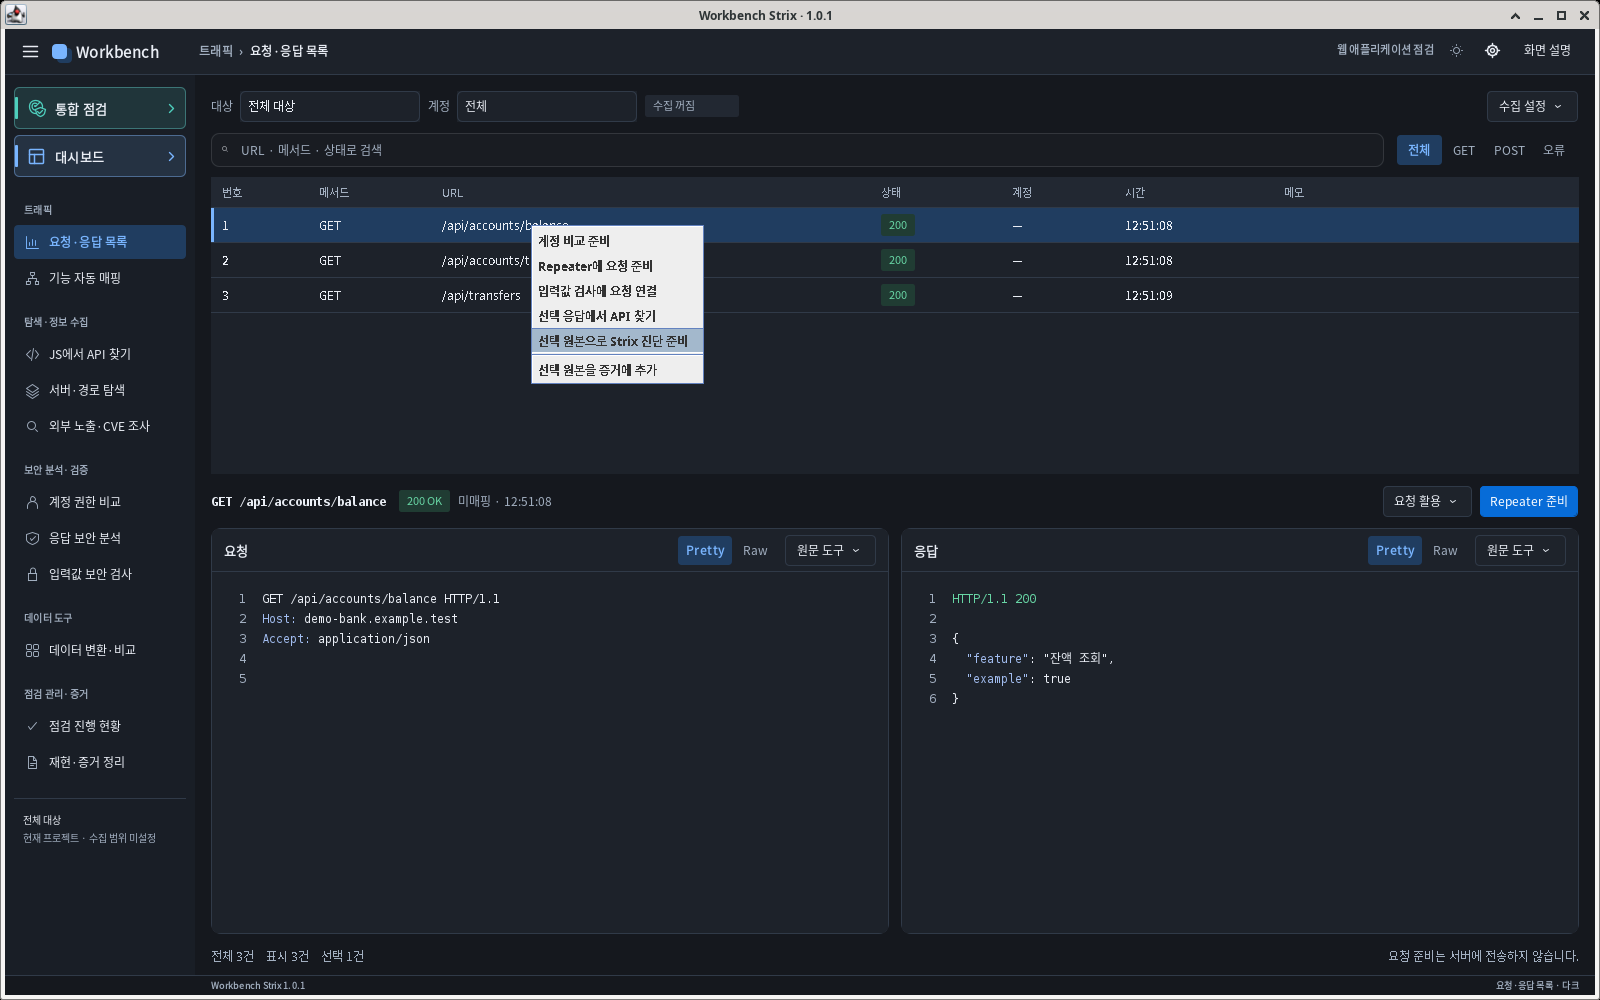 Workbench Strix · 1.0.1
Workbench
트래픽 › 요청·응답 목록
웹 애플리케이션 점검
화면 설명
통합 점검
대시보드
트래픽
요청·응답 목록
기능 자동 매핑
탐색·정보 수집
JS에서 API 찾기
서버·경로 탐색
외부 노출·CVE 조사
보안 분석·검증
계정 권한 비교
응답 보안 분석
입력값 보안 검사
데이터 도구
데이터 변환·비교
점검 관리·증거
점검 진행 현황
재현·증거 정리
전체 대상
현재 프로젝트 · 수집 범위 미설정
대상 전체 대상 계정 전체 수집 꺼짐 수집 설정
URL · 메서드 · 상태로 검색 전체 GET POST 오류
번호 메서드 URL 상태 계정 시간 메모
1 GET /api/accounts/balance 200 — 12:51:08
2 GET /api/accounts/t 200 — 12:51:08
3 GET /api/transfers 200 — 12:51:09
계정 비교 준비
Repeater에 요청 준비
입력값 검사에 요청 연결
선택 응답에서 API 찾기
선택 원본으로 Strix 진단 준비
선택 원본을 증거에 추가
GET /api/accounts/balance 200 OK 미매핑 · 12:51:08 요청 활용 Repeater 준비
요청 Pretty Raw 원문 도구
1 GET /api/accounts/balance HTTP/1.1
2 Host: demo-bank.example.test
3 Accept: application/json
4
5
응답 Pretty Raw 원문 도구
1 HTTP/1.1 200
2
3 {
4 "feature": "잔액 조회",
5 "example": true
6 }
전체 3건 표시 3건 선택 1건
요청 준비는 서버에 전송하지 않습니다.
Workbench Strix 1.0.1
요청·응답 목록 · 다크